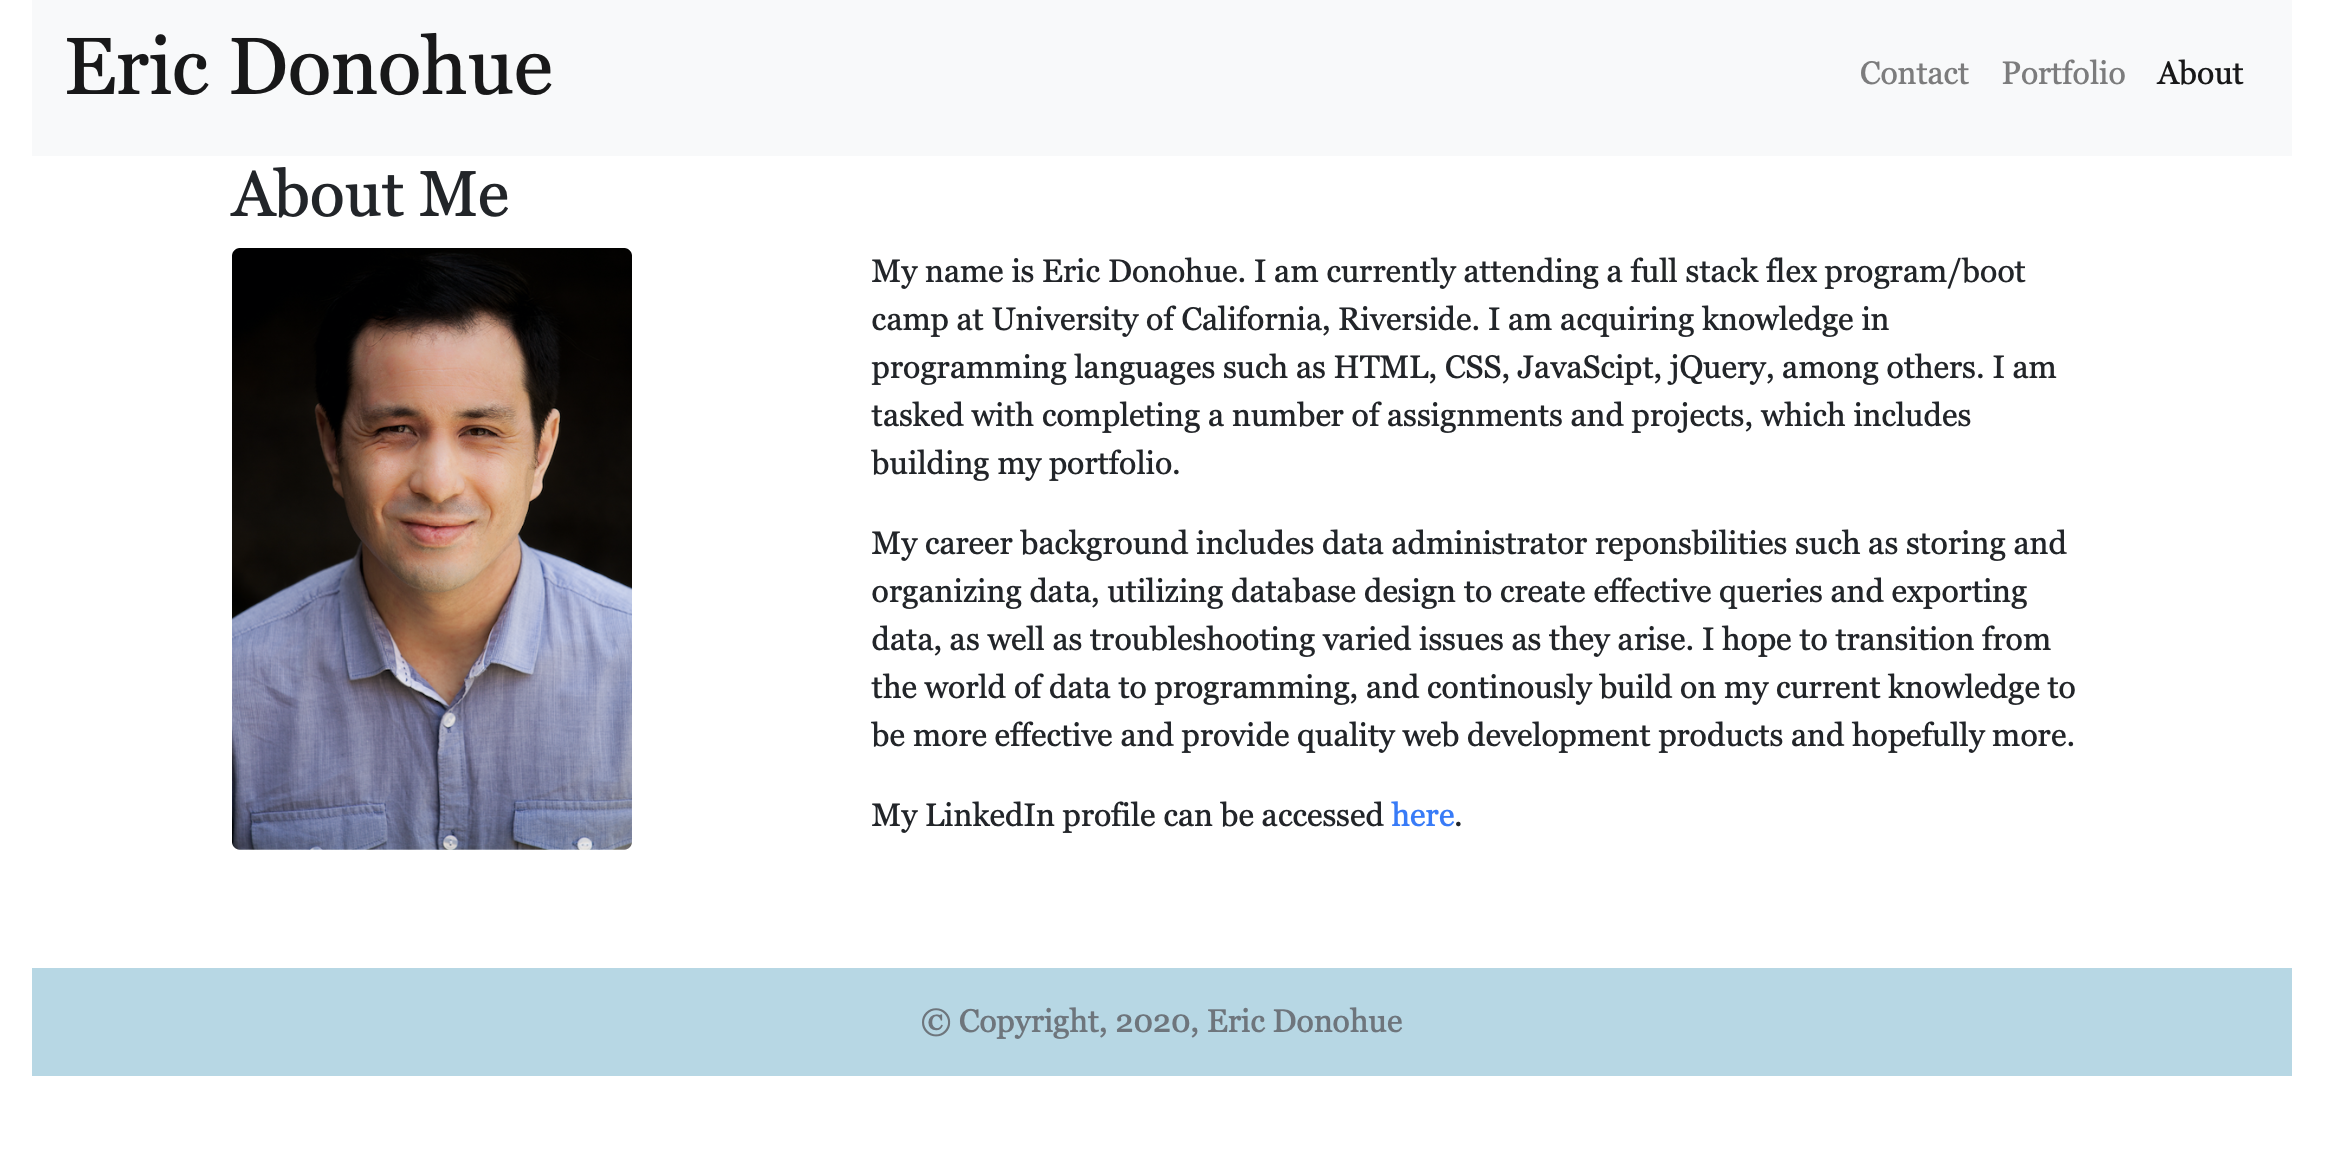 Eric Donohue
Contact Portfolio About
About Me
My name is Eric Donohue. I am currently attending a full stack flex program/boot
camp at University of California, Riverside. I am acquiring knowledge in
programming languages such as HTML, CSS, JavaScipt, jQuery, among others. I am
tasked with completing a number of assignments and projects, which includes
building my portfolio.
My career background includes data administrator reponsbilities such as storing and
organizing data, utilizing database design to create effective queries and exporting
data, as well as troubleshooting varied issues as they arise. I hope to transition from
the world of data to programming, and continously build on my current knowledge to
be more effective and provide quality web development products and hopefully more.
My LinkedIn profile can be accessed here.
© Copyright, 2020, Eric Donohue